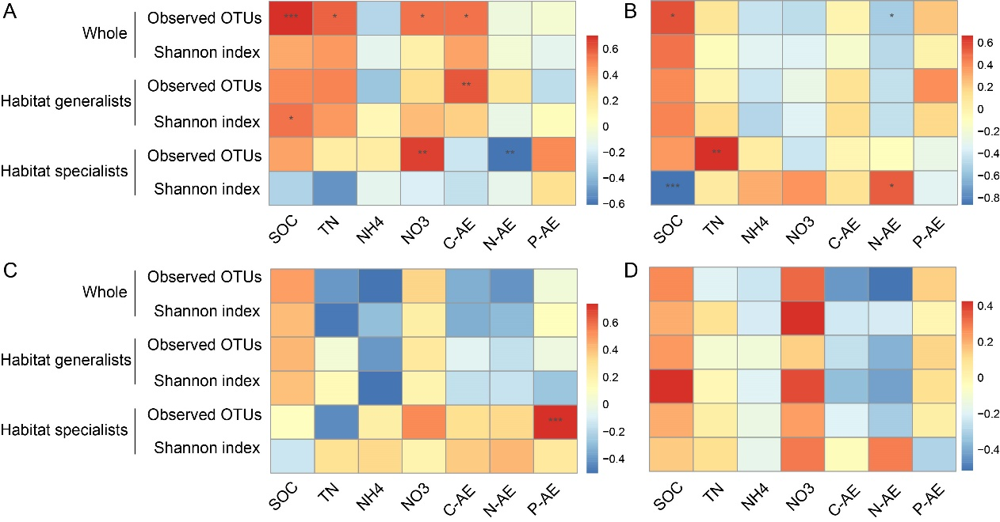 A
B
Whole
Observed OTUs
*** * * *
* *
Shannon index
Habitat generalists
Observed OTUs
**
Shannon index
*
Habitat specialists
Observed OTUs
** **
**
Shannon index
*** *
0.6
0.4
0.2
0
−0.2
−0.4
−0.6
0.6
0.4
0.2
0
−0.2
−0.4
−0.6
−0.8
SOC TN NH4 NO3 C-AE N-AE P-AE
SOC TN NH4 NO3 C-AE N-AE P-AE
C
D
Whole
Observed OTUs
Shannon index
Habitat generalists
Observed OTUs
Shannon index
Habitat specialists
Observed OTUs
***
Shannon index
0.6
0.4
0.2
0
−0.2
−0.4
0.4
0.2
0
−0.2
−0.4
SOC TN NH4 NO3 C-AE N-AE P-AE
SOC TN NH4 NO3 C-AE N-AE P-AE